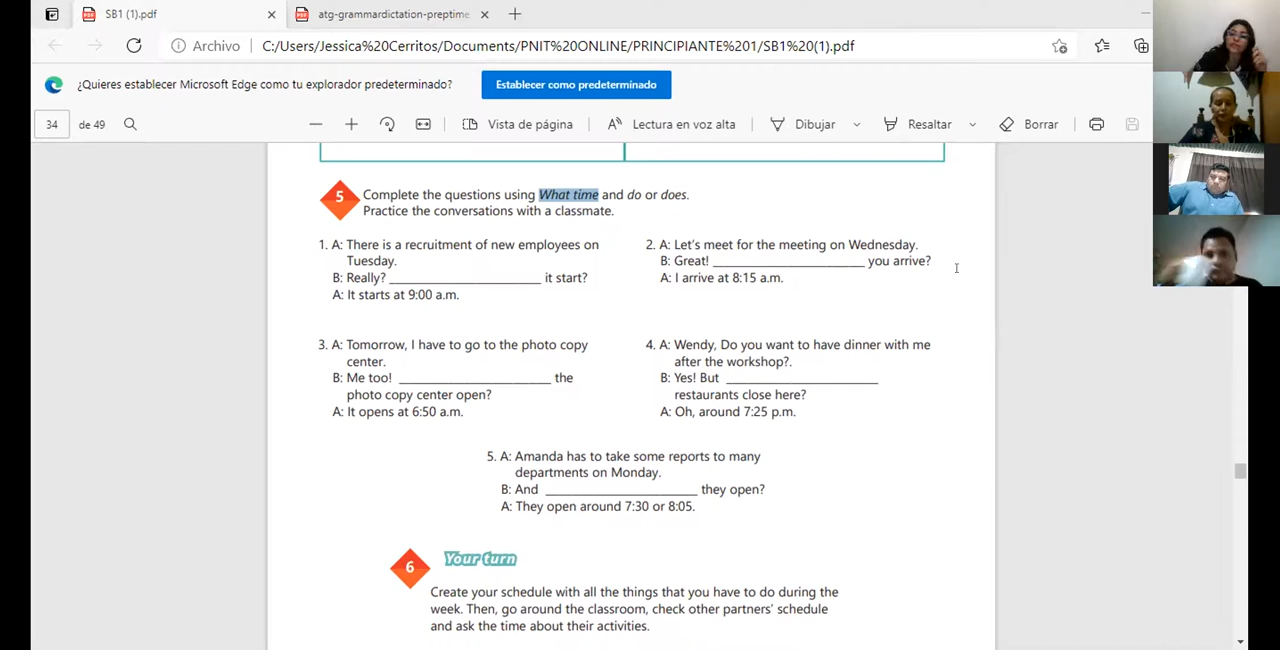 SB1 (1).pdf
atg-grammardictation-preptime
Archivo
C:/Users/Jessica%20Cerritos/Documents/PNIT%20ONLINE/PRINCIPIANTE%201/SB1%20(1).pdf
¿Quieres establecer Microsoft Edge como tu explorador predeterminado?
Establecer como predeterminado
34
de 49
Vista de página
Lectura en voz alta
Dibujar
Resaltar
Borrar
5
Complete the questions using What time and do or does.
Practice the conversations with a classmate.
1. A: There is a recruitment of new employees on
Tuesday.
B: Really? ______________________ it start?
A: It starts at 9:00 a.m.
2. A: Let's meet for the meeting on Wednesday.
B: Great! ______________________ you arrive?
A: I arrive at 8:15 a.m.
3. A: Tomorrow, I have to go to the photo copy
center.
B: Me too! ______________________ the
photo copy center open?
A: It opens at 6:50 a.m.
4. A: Wendy, Do you want to have dinner with me
after the workshop?.
B: Yes! But ______________________
restaurants close here?
A: Oh, around 7:25 p.m.
5. A: Amanda has to take some reports to many
departments on Monday.
B: And ______________________ they open?
A: They open around 7:30 or 8:05.
6
Your turn
Create your schedule with all the things that you have to do during the
week. Then, go around the classroom, check other partners' schedule
and ask the time about their activities.